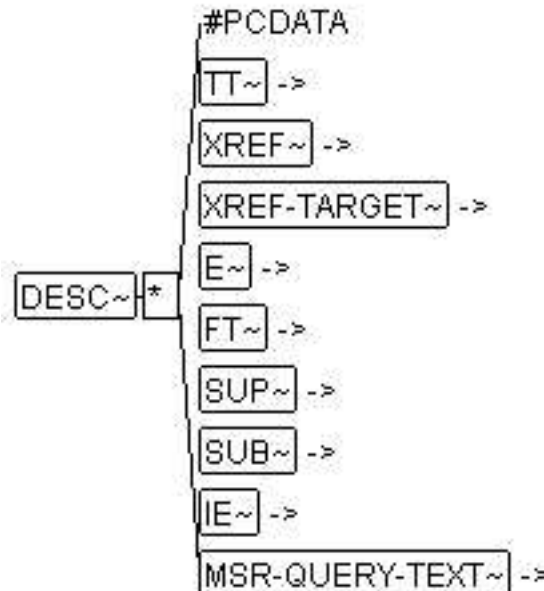 #PCDATA
TT~ ->
XREF~ ->
XREF-TARGET~ ->
E~ ->
DESC~ *
FT~ ->
SUP~ ->
SUB~ ->
IE~ ->
MSR-QUERY-TEXT~ ->